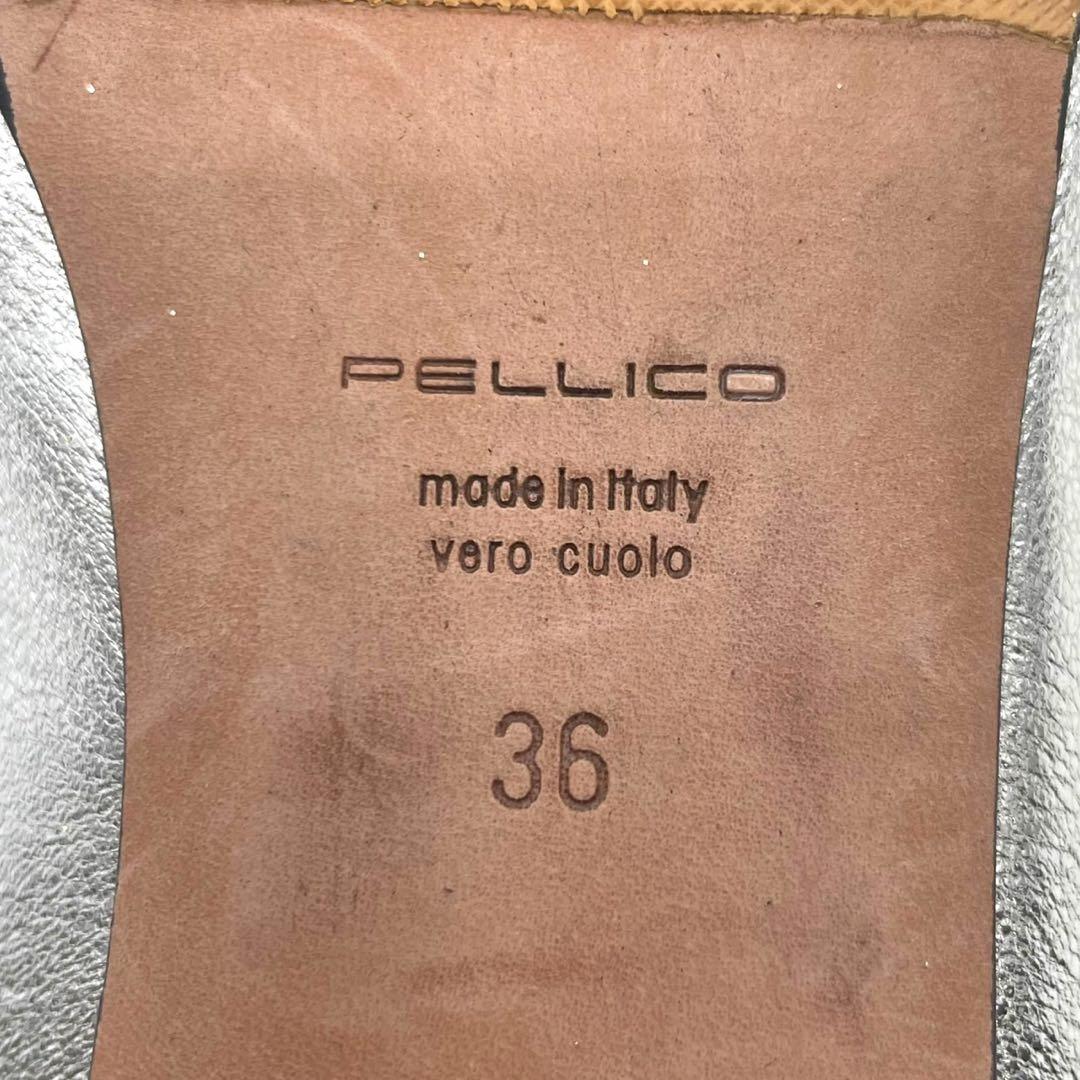 PELLICO
made in Italy
vero cuoio
36